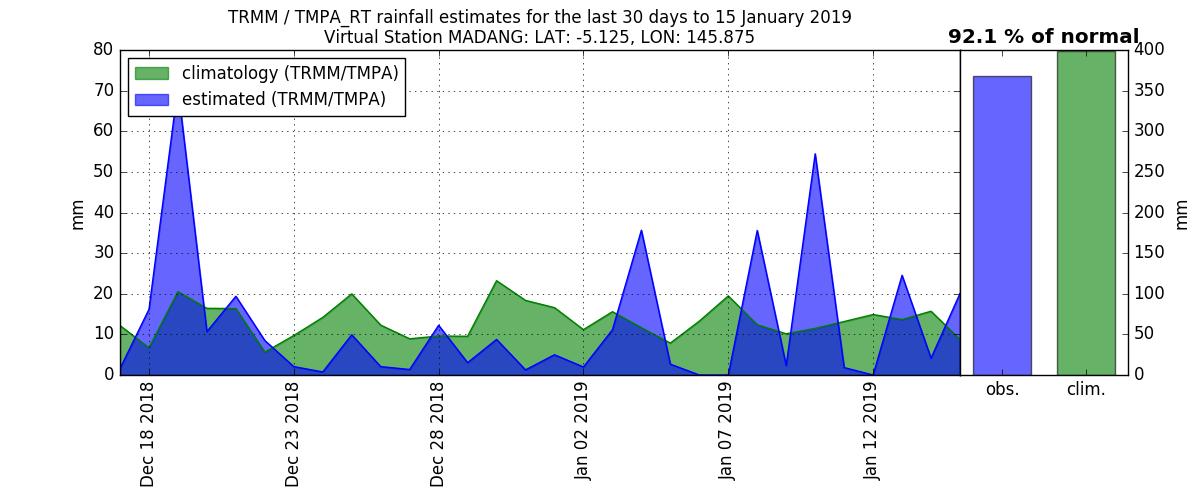 TRMM / TMPA_RT rainfall estimates for the last 30 days to 15 January 2019
Virtual Station MADANG: LAT: -5.125, LON: 145.875
92.1 % of normal
climatology (TRMM/TMPA)
estimated (TRMM/TMPA)
mm
80
70
60
50
40
30
20
10
0
Dec 18 2018
Dec 23 2018
Dec 28 2018
Jan 02 2019
Jan 07 2019
Jan 12 2019
obs.
clim.
400
350
300
250
200
150
100
50
0
mm